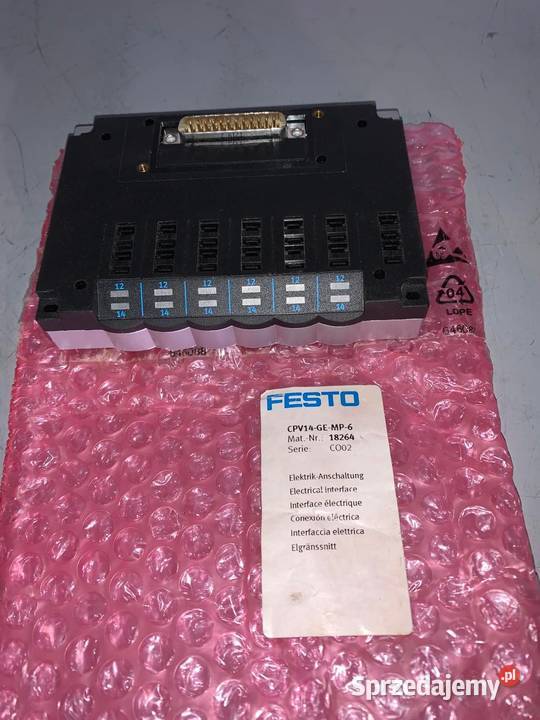 12 12 12 12 12 12
14 14 14 14 14 14
04
LDPE
FESTO
CPV14-GE-MP-6
Mat.-Nr.: 18264
Serie: CO02
Elektrik-Anschaltung
Electrical interface
Interface électrique
Conexión eléctrica
Interfaccia elettrica
Elgränssnitt
Sprzedajemy.pl